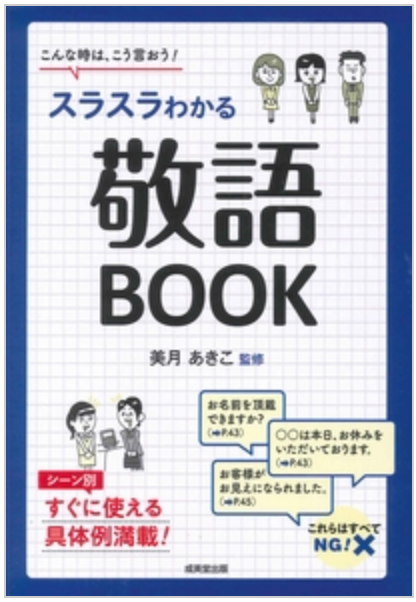 こんな時は、こう言おう!
スラスラわかる
敬語
BOOK
美月 あきこ 監修
お名前を頂戴
できますか?
(➡P.43)
○○は本日、お休みを
いただいております。
(➡P.43)
お客様が
お見えになられました。
(➡P.45)
シーン別
すぐに使える
具体例満載!
これらはすべて
NG!✕
成美堂出版